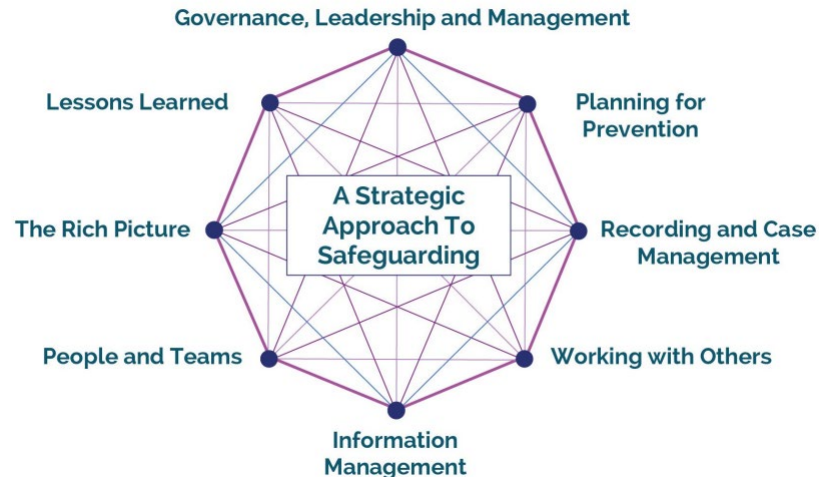 Governance, Leadership and Management
Lessons Learned
Planning for
Prevention
A Strategic
Approach To
Safeguarding
The Rich Picture
Recording and Case
Management
People and Teams
Working with Others
Information
Management